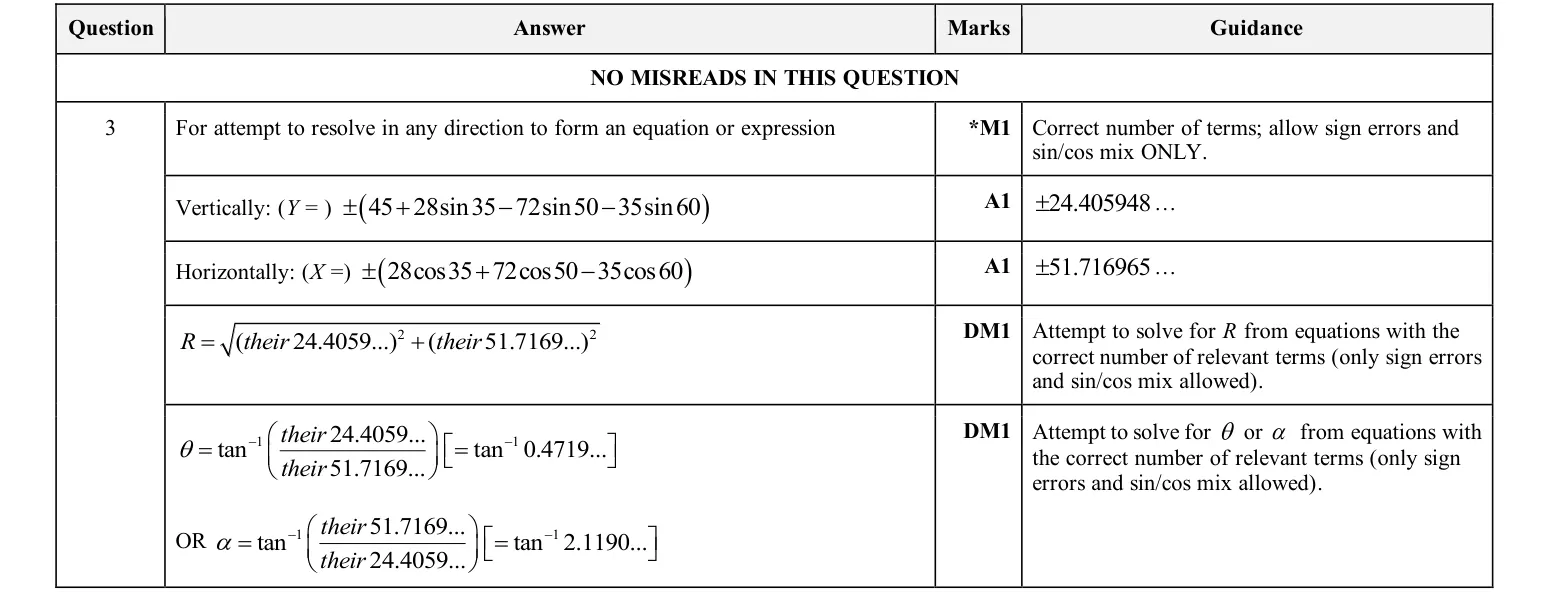 Question Answer Marks Guidance
NO MISREADS IN THIS QUESTION
3 For attempt to resolve in any direction to form an equation or expression *M1 Correct number of terms; allow sign errors and
sin/cos mix ONLY.
Vertically: (Y = ) ±(45 + 28sin35 − 72sin50 − 35sin60) A1 ±24.405948…
Horizontally: (X =) ±(28cos35 + 72cos50 − 35cos60) A1 ±51.716965…
R = √((their 24.4059...)² + (their 51.7169...)²) DM1 Attempt to solve for R from equations with the
correct number of relevant terms (only sign errors
and sin/cos mix allowed).
θ = tan⁻¹(their 24.4059... / their 51.7169...) [= tan⁻¹ 0.4719...] DM1 Attempt to solve for θ or α from equations with
the correct number of relevant terms (only sign
errors and sin/cos mix allowed).
OR α = tan⁻¹(their 51.7169... / their 24.4059...) [= tan⁻¹ 2.1190...]